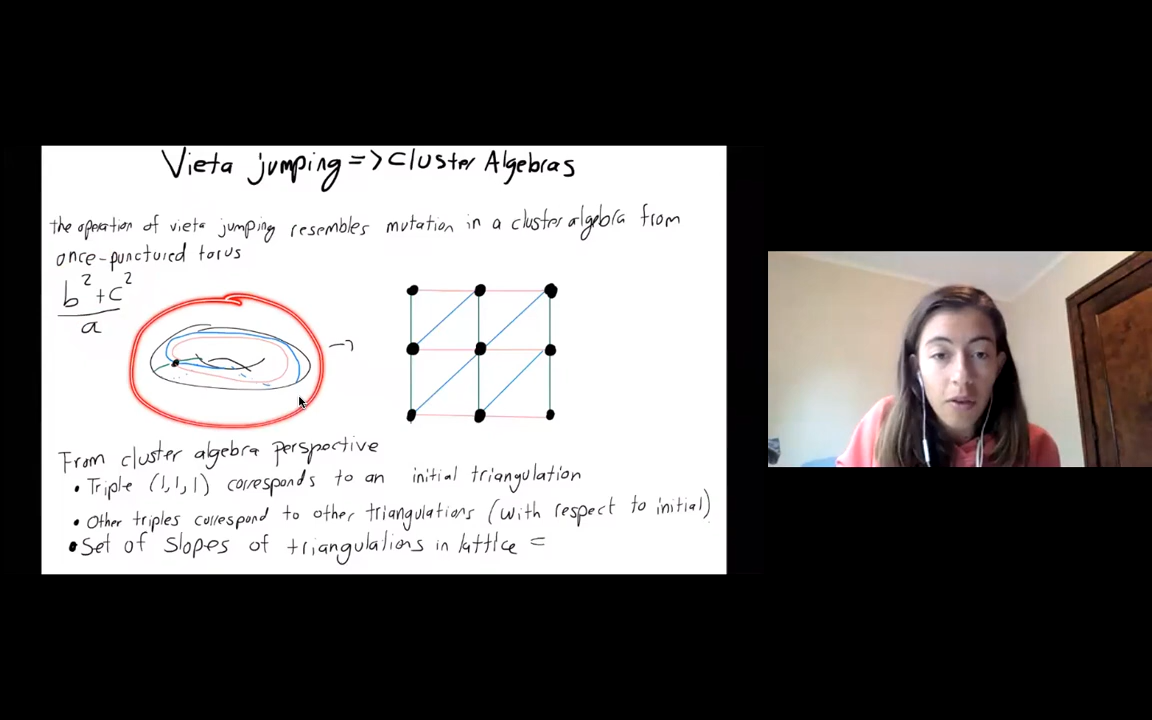 Vieta jumping => Cluster Algebras
the operation of vieta jumping resembles mutation in a cluster algebra from
once-punctured torus
b²+c²
a
From cluster algebra perspective
• Triple (1,1,1) corresponds to an initial triangulation
• Other triples correspond to other triangulations (with respect to initial)
• Set of slopes of triangulations in lattice =